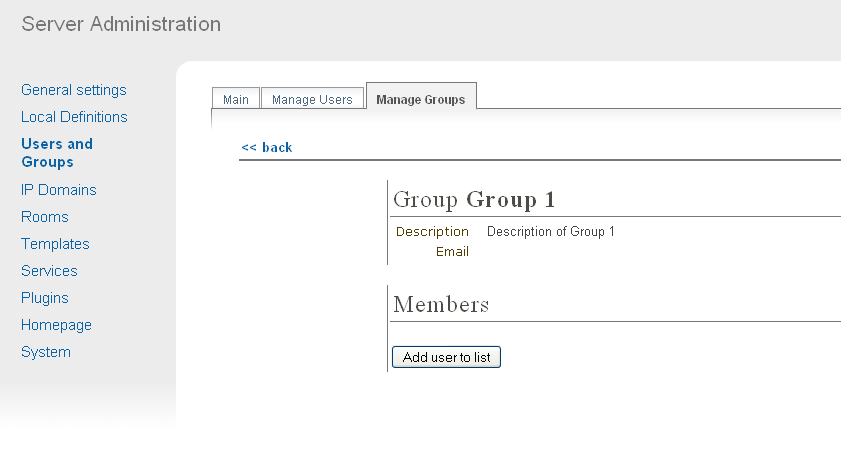 Server Administration
General settings
Local Definitions
Users and
Groups
IP Domains
Rooms
Templates
Services
Plugins
Homepage
System
Main
Manage Users
Manage Groups
<< back
Group Group 1
Description Description of Group 1
Email
Members
Add user to list